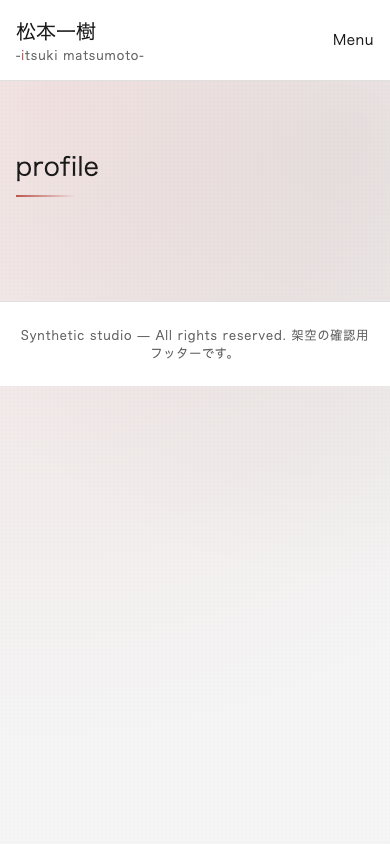 松本一樹
-itsuki matsumoto-
Menu
profile
Synthetic studio — All rights reserved. 架空の確認用
フッターです。